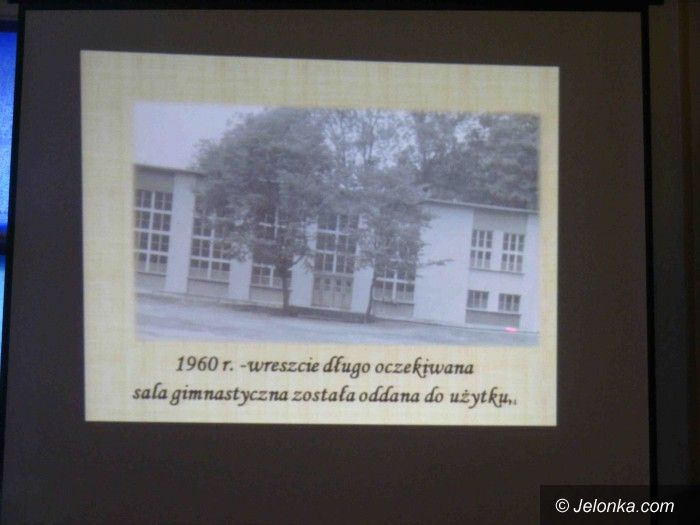 1960 r. -wreszcie długo oczekiwana
sala gimnastyczna została oddana do użytku,
© Jelonka.com